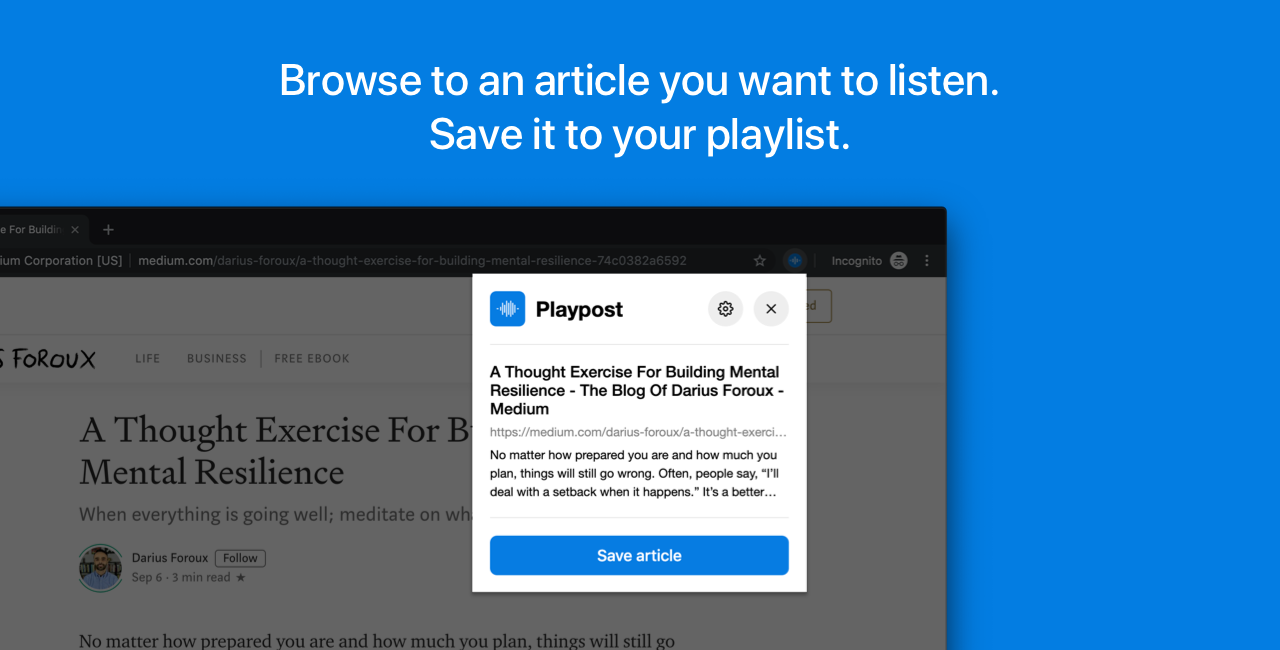 Browse to an article you want to listen.
Save it to your playlist.
e For Buildin
ium Corporation [US]
medium.com/darius-foroux/a-thought-exercise-for-building-mental-resilience-74c0382a6592
Incognito
Playpost
ed
S FOROUX
LIFE
BUSINESS
FREE EBOOK
A Thought Exercise For Building Mental
Resilience - The Blog Of Darius Foroux -
Medium
https://medium.com/darius-foroux/a-thought-exerci...
No matter how prepared you are and how much you
plan, things will still go wrong. Often, people say, “I’ll
deal with a setback when it happens.” It’s a better...
Save article
A Thought Exercise For B
Mental Resilience
When everything is going well; meditate on wha
Darius Foroux
Follow
Sep 6 · 3 min read ★
No matter how prepared you are and how much you plan, things will still go